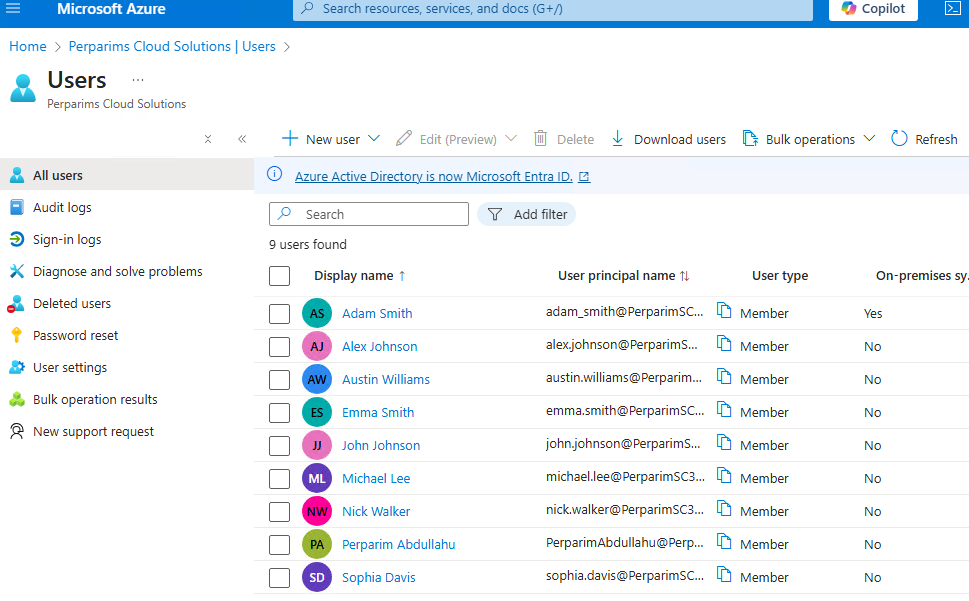 Microsoft Azure
Search resources, services, and docs (G+/)
Copilot
Home > Perparims Cloud Solutions | Users >
Users ...
Perparims Cloud Solutions
New user
Edit (Preview)
Delete
Download users
Bulk operations
Refresh
All users
Audit logs
Sign-in logs
Diagnose and solve problems
Deleted users
Password reset
User settings
Bulk operation results
New support request
Azure Active Directory is now Microsoft Entra ID.
Search
Add filter
9 users found
Display name ↑ User principal name ↑↓ User type On-premises sy.
AS Adam Smith adam_smith@PerparimSC... Member Yes
AJ Alex Johnson alex.johnson@PerparimS... Member No
AW Austin Williams austin.williams@Perparim... Member No
ES Emma Smith emma.smith@PerparimSC... Member No
JJ John Johnson john.johnson@PerparimS... Member No
ML Michael Lee michael.lee@PerparimSC3... Member No
NW Nick Walker nick.walker@PerparimSC3... Member No
PA Perparim Abdullahu PerparimAbdullahu@Perp... Member No
SD Sophia Davis sophia.davis@PerparimSC... Member No